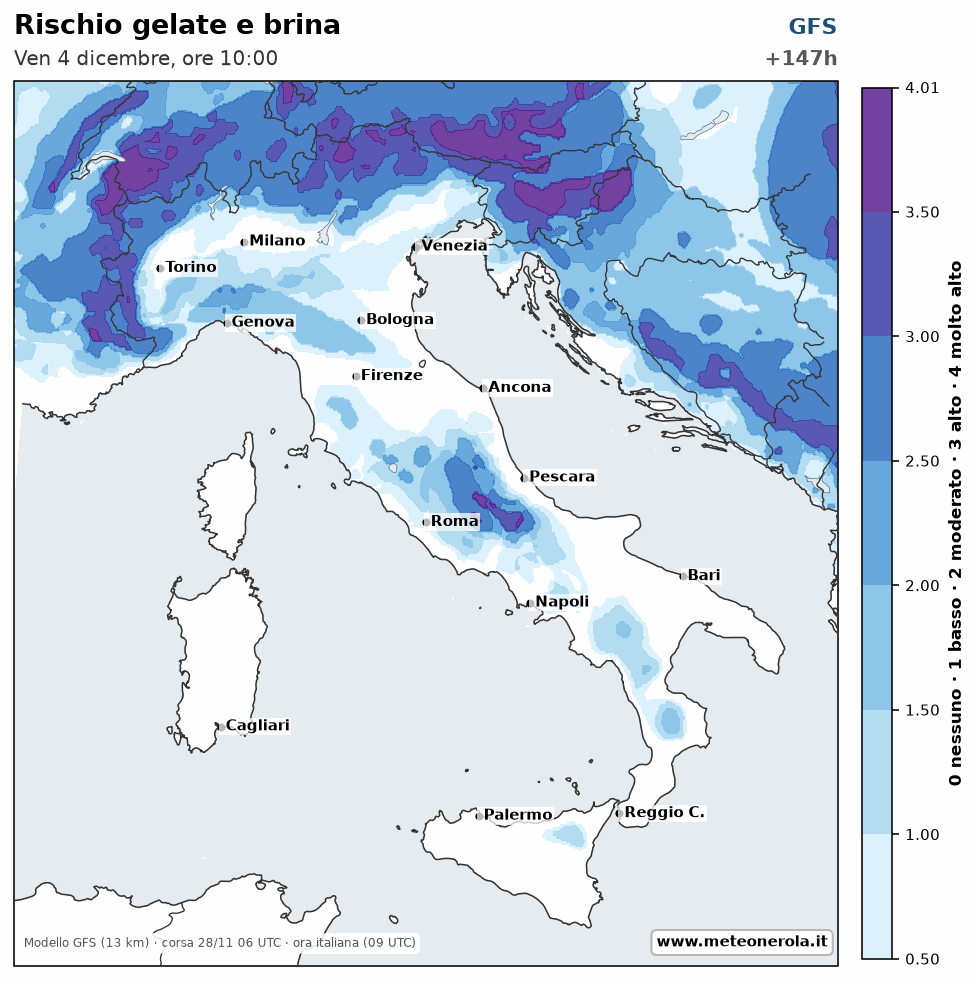 Rischio gelate e brina
GFS
Ven 4 dicembre, ore 10:00
+147h
4.01
3.50
3.00
2.50
2.00
1.50
1.00
0.50
0 nessuno · 1 basso · 2 moderato · 3 alto · 4 molto alto
Milano
Venezia
Torino
Genova
Bologna
Firenze
Ancona
Pescara
Roma
Bari
Napoli
Cagliari
Palermo
Reggio C.
Modello GFS (13 km) · corsa 28/11 06 UTC · ora italiana (09 UTC)
www.meteonerola.it